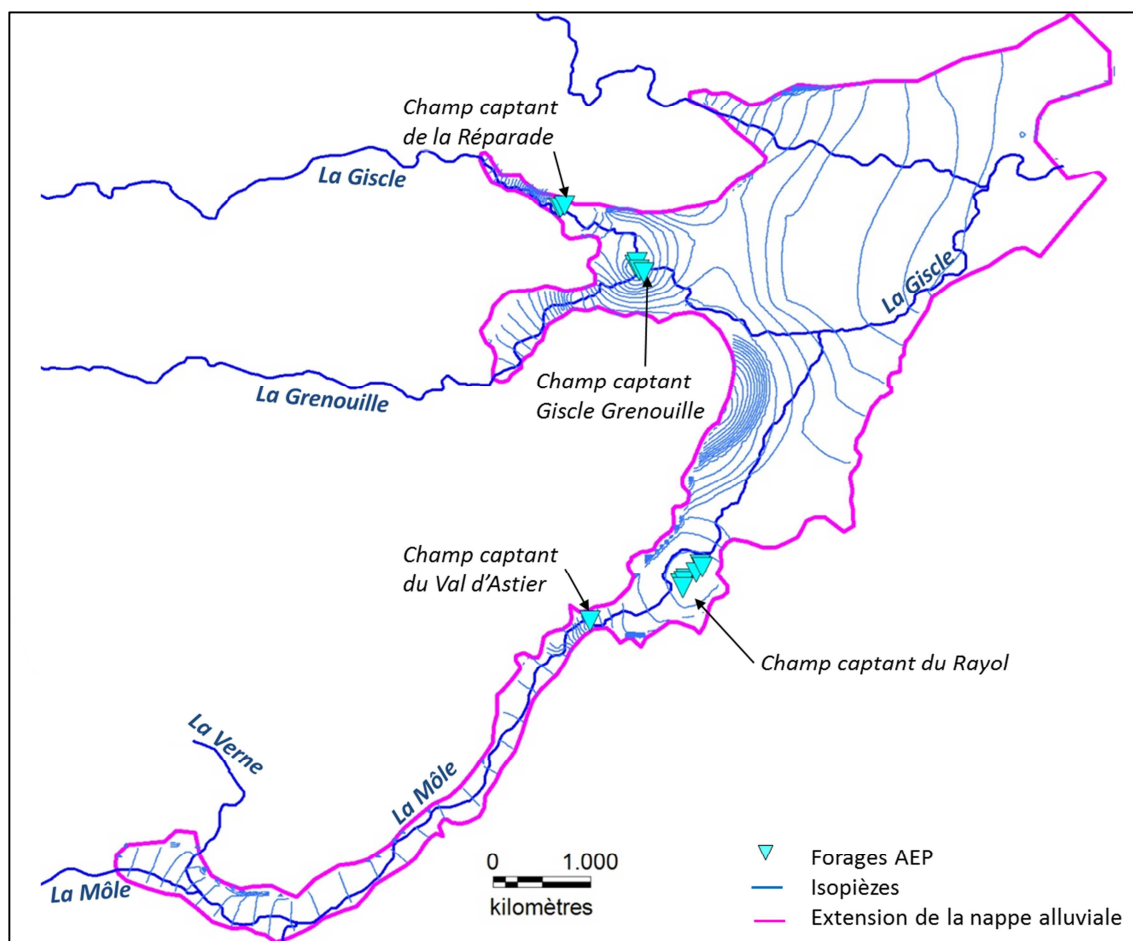 Champ captant
de la Réparade
La Giscle
La Giscle
La Grenouille
Champ captant
Giscle Grenouille
Champ captant
du Val d'Astier
Champ captant du Rayol
La Verne
La Môle
La Môle
0 1.000
kilomètres
Forages AEP
Isopièzes
Extension de la nappe alluviale